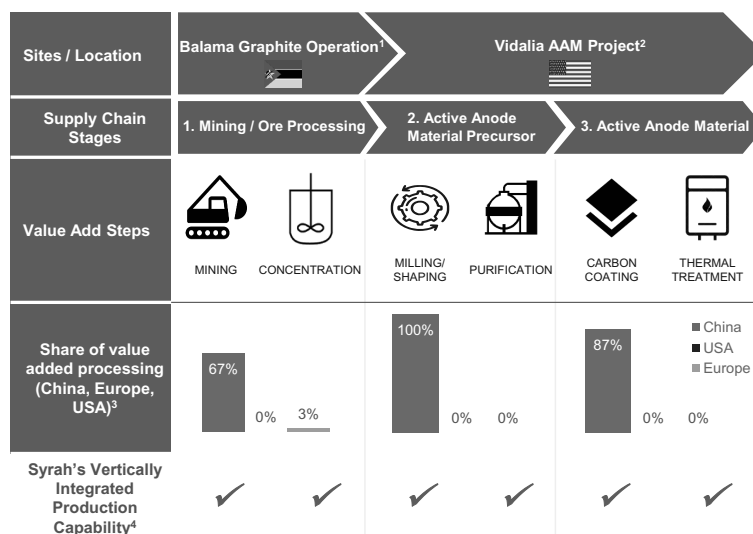 Sites / Location
Balama Graphite Operation1
Vidalia AAM Project2
Supply Chain
Stages
1. Mining / Ore Processing
2. Active Anode
Material Precursor
3. Active Anode Material
Value Add Steps
MINING
CONCENTRATION
MILLING/
SHAPING
PURIFICATION
CARBON
COATING
THERMAL
TREATMENT
Share of value
added processing
(China, Europe,
USA)3
67%
0%
3%
100%
0%
0%
87%
0%
0%
China
USA
Europe
Syrah's Vertically
Integrated
Production
Capability4